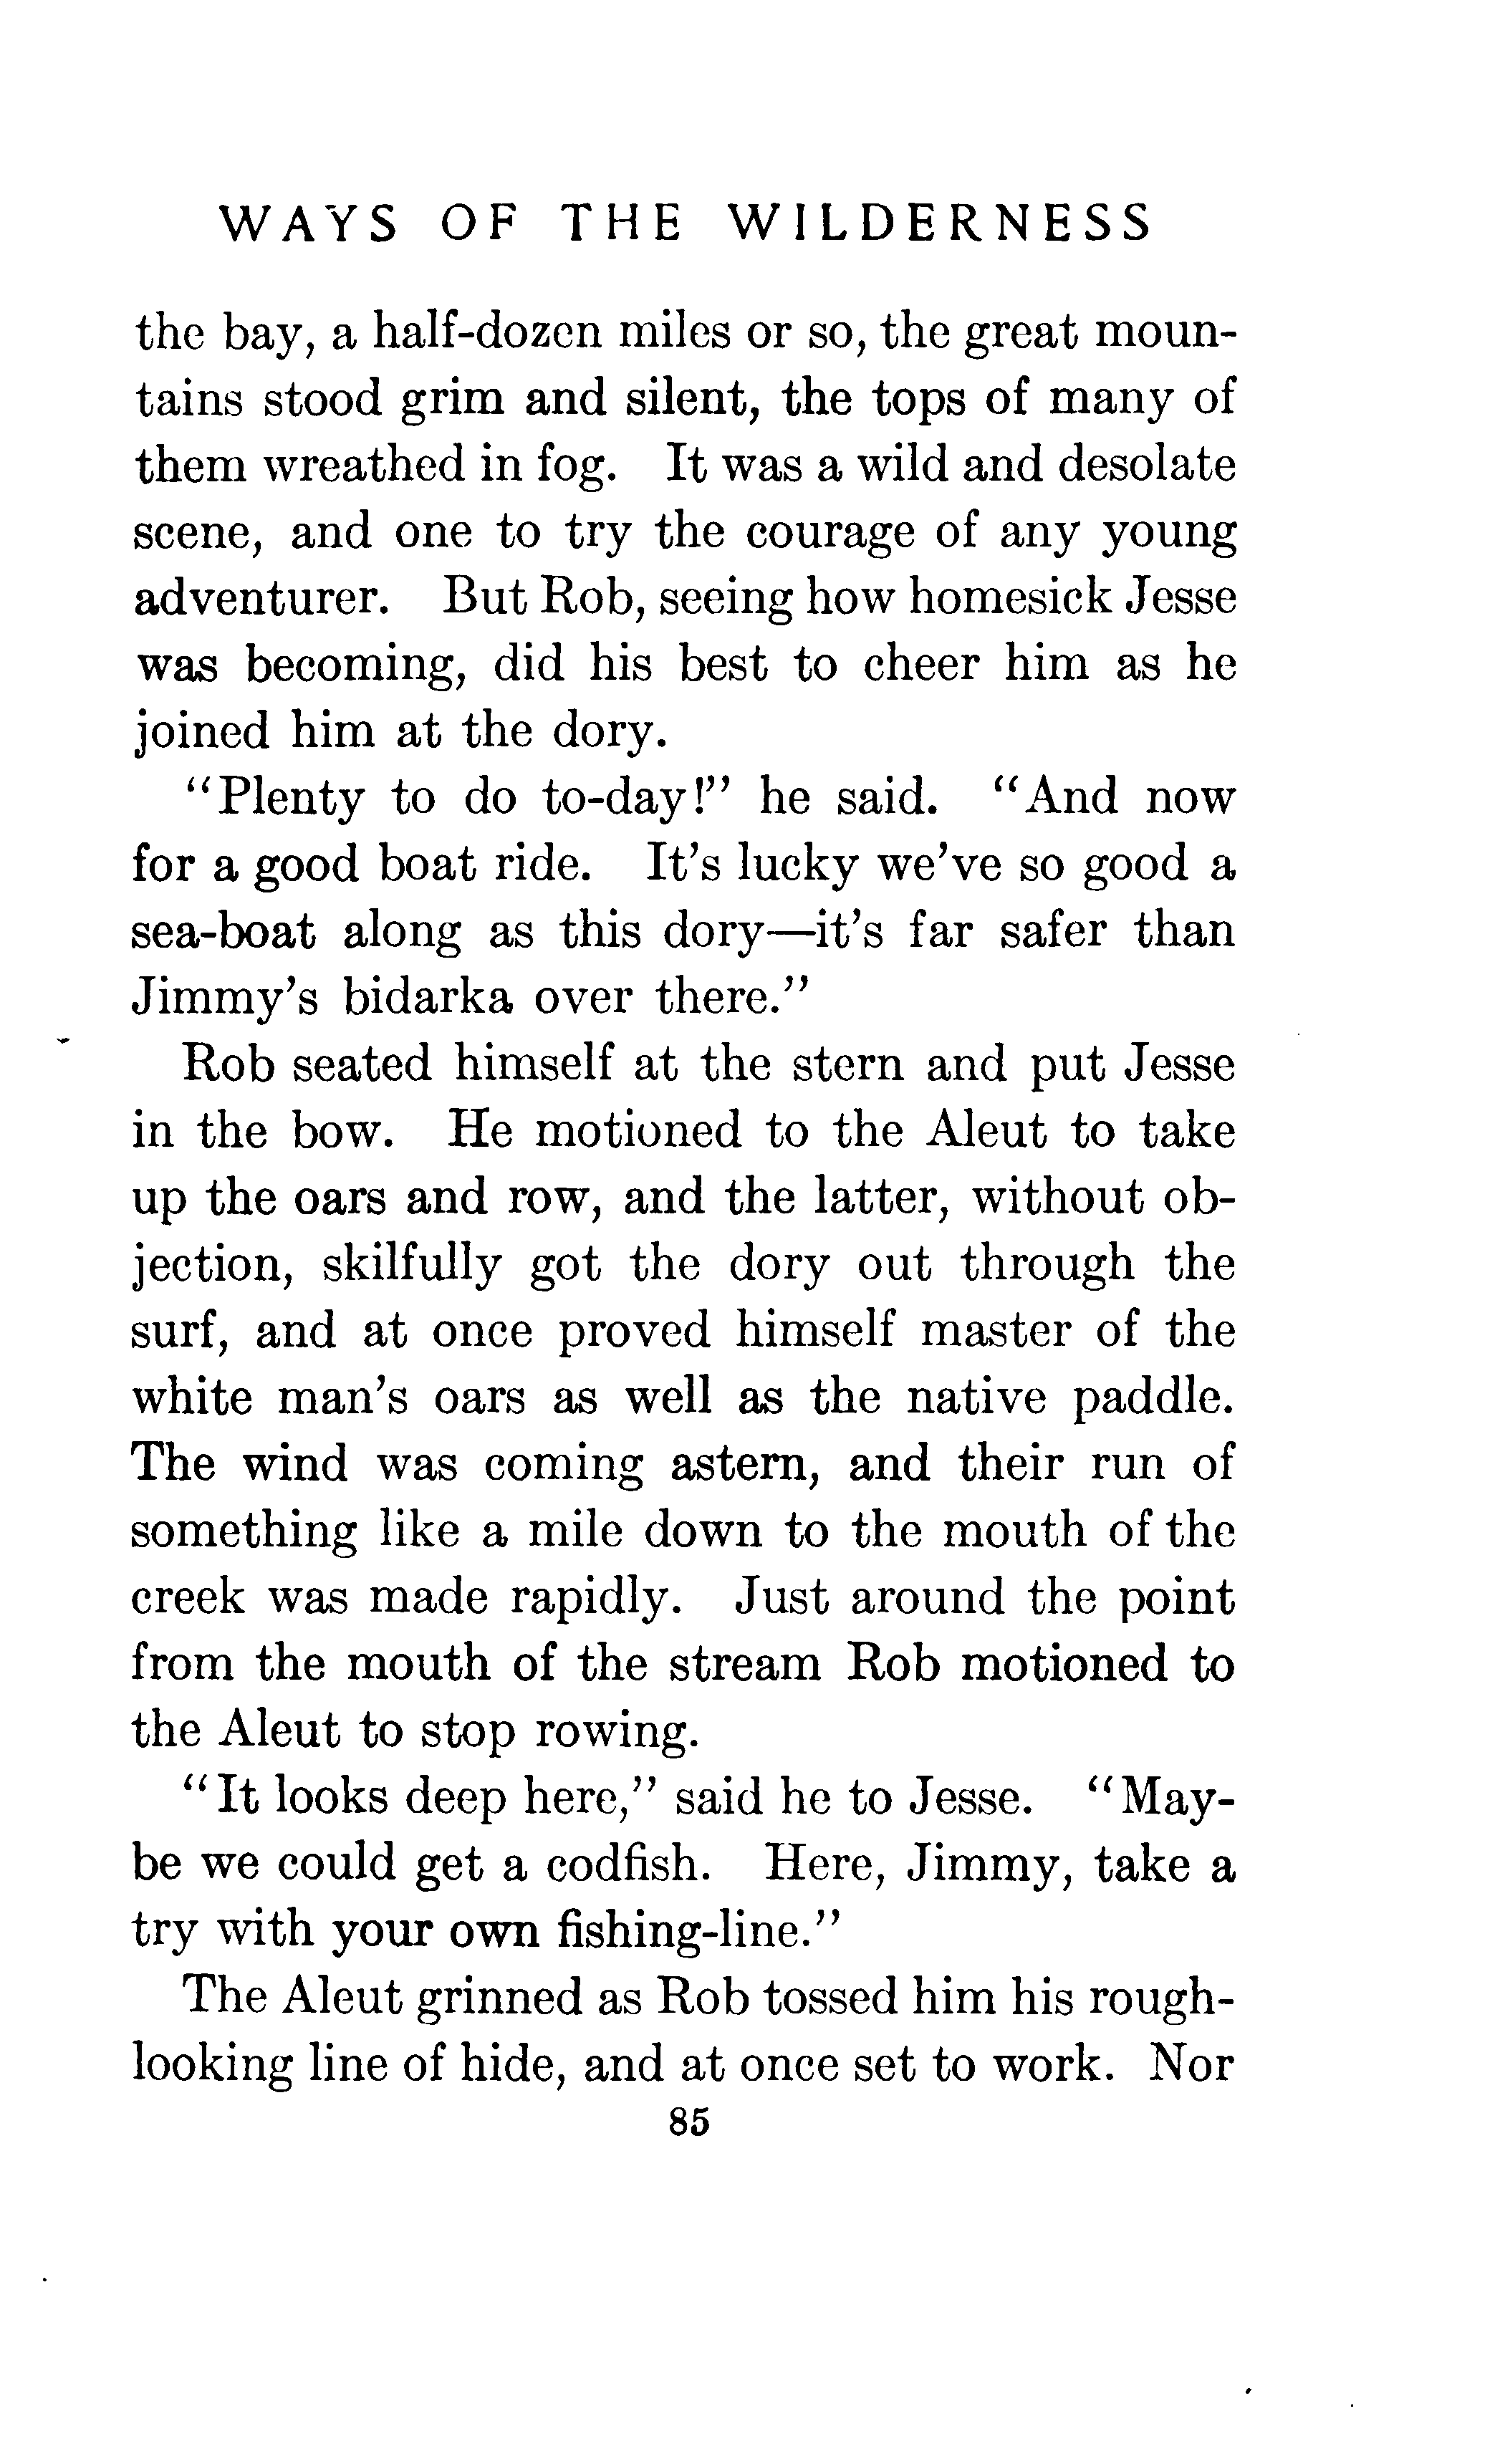 WAYS OF THE WILDERNESS
the bay, a half-dozen miles or so, the great moun-
tains stood grim and silent, the tops of many of
them wreathed in fog. It was a wild and desolate
scene, and one to try the courage of any young
adventurer. But Rob, seeing how homesick Jesse
was becoming, did his best to cheer him as he
joined him at the dory.
"Plenty to do to-day!" he said. "And now
for a good boat ride. It's lucky we've so good a
sea-boat along as this dory—it's far safer than
Jimmy's bidarka over there."
Rob seated himself at the stern and put Jesse
in the bow. He motioned to the Aleut to take
up the oars and row, and the latter, without ob-
jection, skilfully got the dory out through the
surf, and at once proved himself master of the
white man's oars as well as the native paddle.
The wind was coming astern, and their run of
something like a mile down to the mouth of the
creek was made rapidly. Just around the point
from the mouth of the stream Rob motioned to
the Aleut to stop rowing.
"It looks deep here," said he to Jesse. "May-
be we could get a codfish. Here, Jimmy, take a
try with your own fishing-line."
The Aleut grinned as Rob tossed him his rough-
looking line of hide, and at once set to work. Nor
85